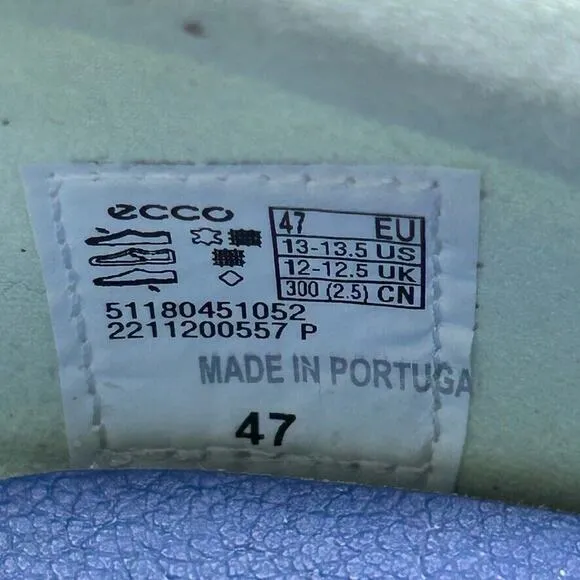 ecco
47 EU
13-13.5 US
12-12.5 UK
300 (2.5) CN
51180451052
2211200557 P
MADE IN PORTUGA
47